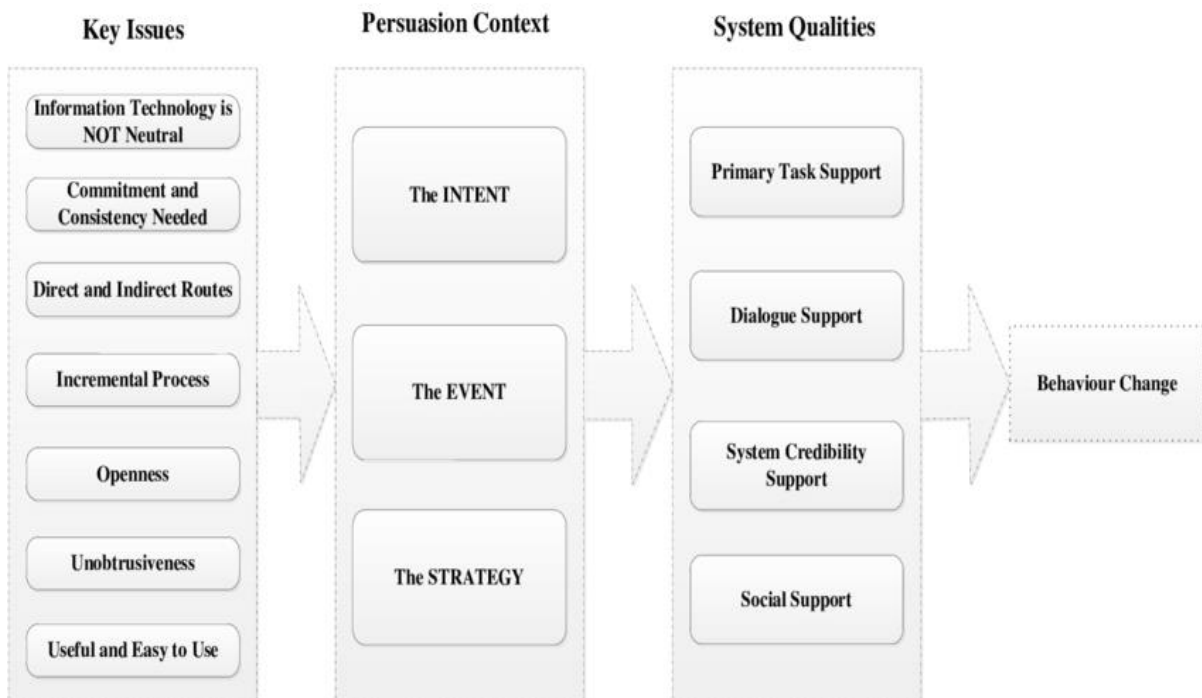 Key Issues
Information Technology is
NOT Neutral
Commitment and
Consistency Needed
Direct and Indirect Routes
Incremental Process
Openness
Unobtrusiveness
Useful and Easy to Use
Persuasion Context
The INTENT
The EVENT
The STRATEGY
System Qualities
Primary Task Support
Dialogue Support
System Credibility
Support
Social Support
Behaviour Change